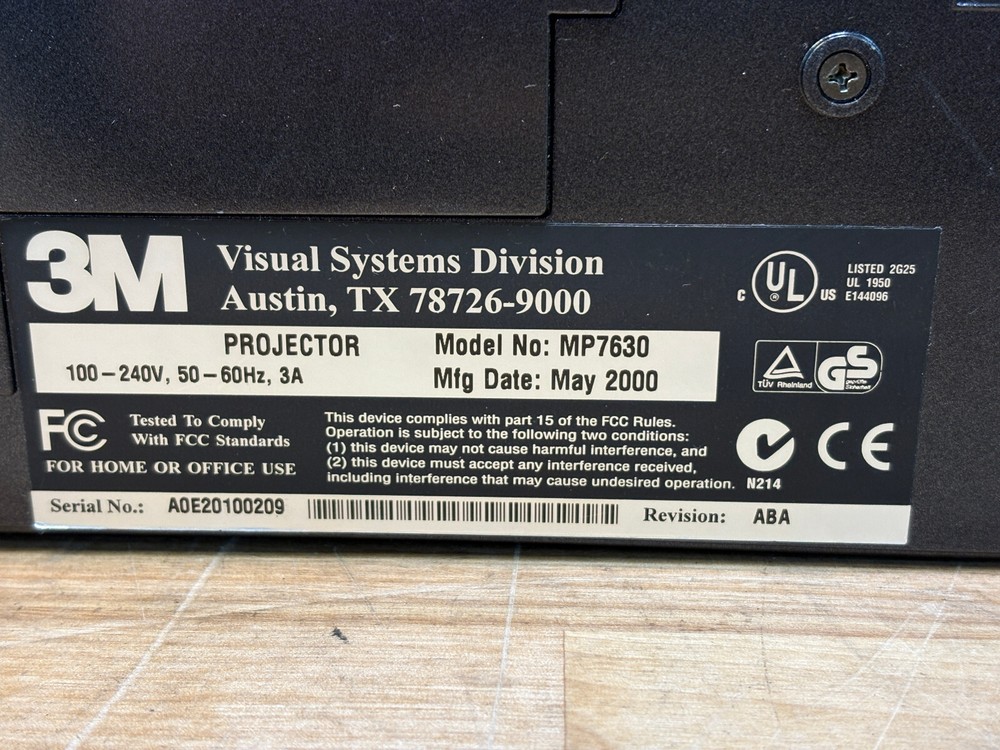 3M
Visual Systems Division
Austin, TX 78726-9000
c UL ® US
LISTED 2G25
UL 1950
E144096
PROJECTOR
100-240V, 50-60Hz, 3A
Model No: MP7630
Mfg Date: May 2000
TÜV Rheinland
GS
geprüfte
Sicherheit
FC
Tested To Comply
With FCC Standards
FOR HOME OR OFFICE USE
This device complies with part 15 of the FCC Rules.
Operation is subject to the following two conditions:
(1) this device may not cause harmful interference, and
(2) this device must accept any interference received,
including interference that may cause undesired operation.
N214
CE
Serial No.: A0E20100209
Revision: ABA